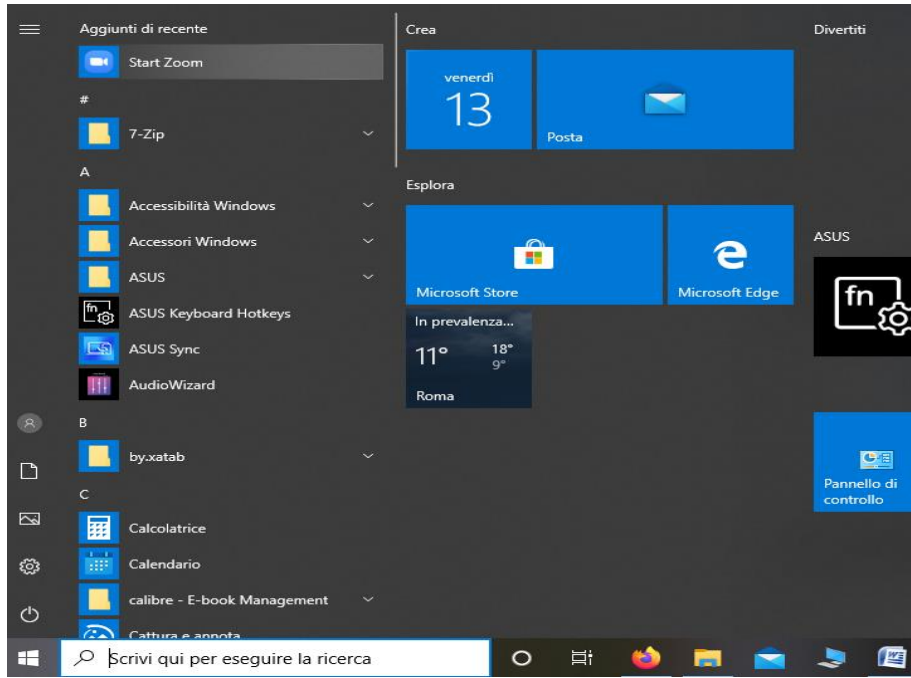 Aggiunti di recente
Start Zoom
#
7-Zip
A
Accessibilità Windows
Accessori Windows
ASUS
ASUS Keyboard Hotkeys
ASUS Sync
AudioWizard
B
by.xatab
C
Calcolatrice
Calendario
calibre - E-book Management
Cattura e annota
Crea
venerdì
13
Posta
Esplora
Microsoft Store
Microsoft Edge
In prevalenza...
11° 18°
9°
Roma
Divertiti
ASUS
fn
Pannello di
controllo
Scrivi qui per eseguire la ricerca